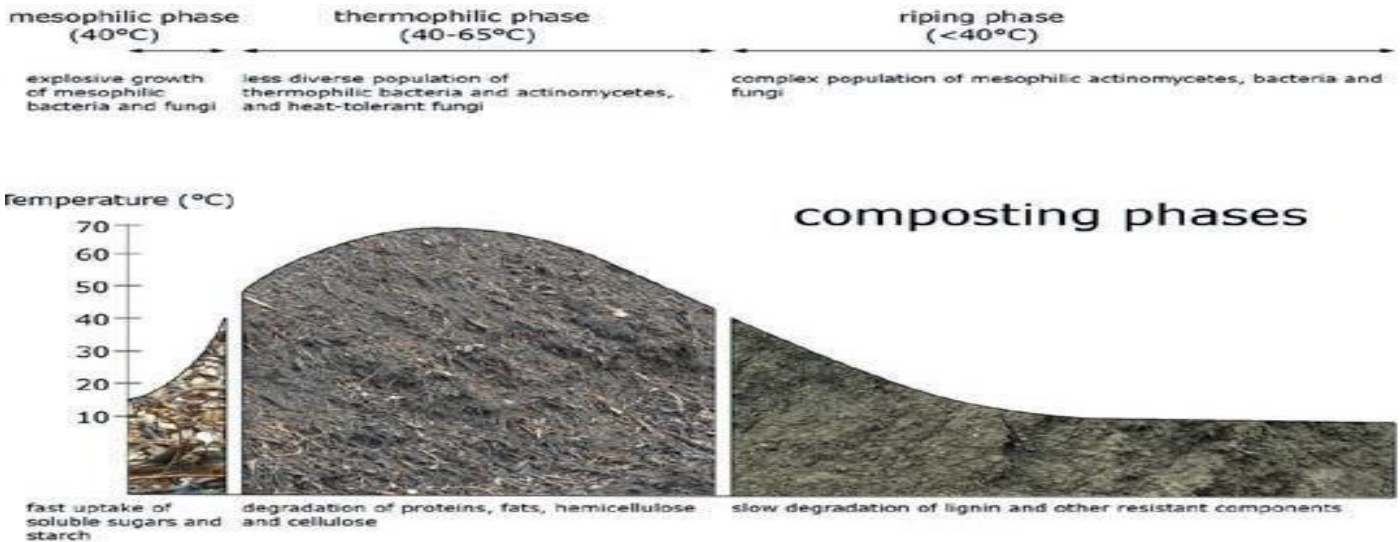 mesophilic phase
(40°C)
thermophilic phase
(40-65°C)
riping phase
(<40°C)
explosive growth
of mesophilic
bacteria and fungi
less diverse population of
thermophilic bacteria and actinomycetes,
and heat-tolerant fungi
complex population of mesophilic actinomycetes, bacteria and
fungi
Temperature (°C)
composting phases
70
60
50
40
30
20
10
fast uptake of
soluble sugars and
starch
degradation of proteins, fats, hemicellulose
and cellulose
slow degradation of lignin and other resistant components